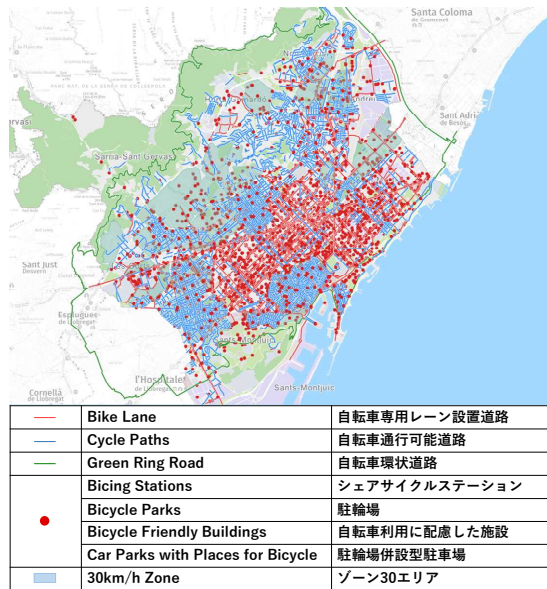 Santa Coloma
de Gramenet
Sant Adrià
de Besòs
Sarrià-Sant Gervasi
Sant Just
Desvern
Esplugues
de Llobregat
l'Hospitalet
de Llobregat
Cornellà
de Llobregat
Sants-Montjuïc
Sants-Montjuïc
Bike Lane 自転車専用レーン設置道路
Cycle Paths 自転車通行可能道路
Green Ring Road 自転車環状道路
Bicing Stations シェアサイクルステーション
Bicycle Parks 駐輪場
Bicycle Friendly Buildings 自転車利用に配慮した施設
Car Parks with Places for Bicycle 駐輪場併設型駐車場
30km/h Zone ゾーン30エリア